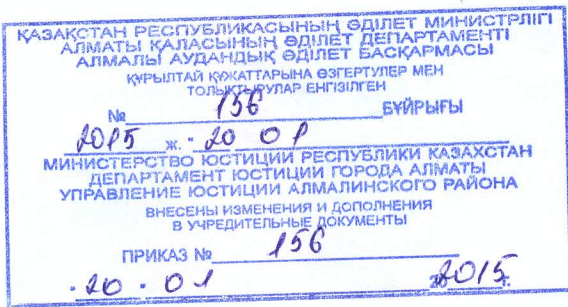 ҚАЗАҚСТАН РЕСПУБЛИКАСЫНЫҢ ӘДІЛЕТ МИНИСТРЛІГІ
АЛМАТЫ ҚАЛАСЫНЫҢ ӘДІЛЕТ ДЕПАРТАМЕНТІ
АЛМАЛЫ АУДАНДЫҚ ӘДІЛЕТ БАСҚАРМАСЫ
ҚҰРЫЛТАЙ ҚҰЖАТТАРЫНА ӨЗГЕРТУЛЕР МЕН
ТОЛЫҚТЫРУЛАР ЕНГІЗІЛГЕН
№ 156 БҰЙРЫҒЫ
2015 ж. " 20 01
МИНИСТЕРСТВО ЮСТИЦИИ РЕСПУБЛИКИ КАЗАХСТАН
ДЕПАРТАМЕНТ ЮСТИЦИИ ГОРОДА АЛМАТЫ
УПРАВЛЕНИЕ ЮСТИЦИИ АЛМАЛИНСКОГО РАЙОНА
ВНЕСЕНЫ ИЗМЕНЕНИЯ И ДОПОЛНЕНИЯ
В УЧРЕДИТЕЛЬНЫЕ ДОКУМЕНТЫ
ПРИКАЗ № 156
" 20 " 01 2015г.